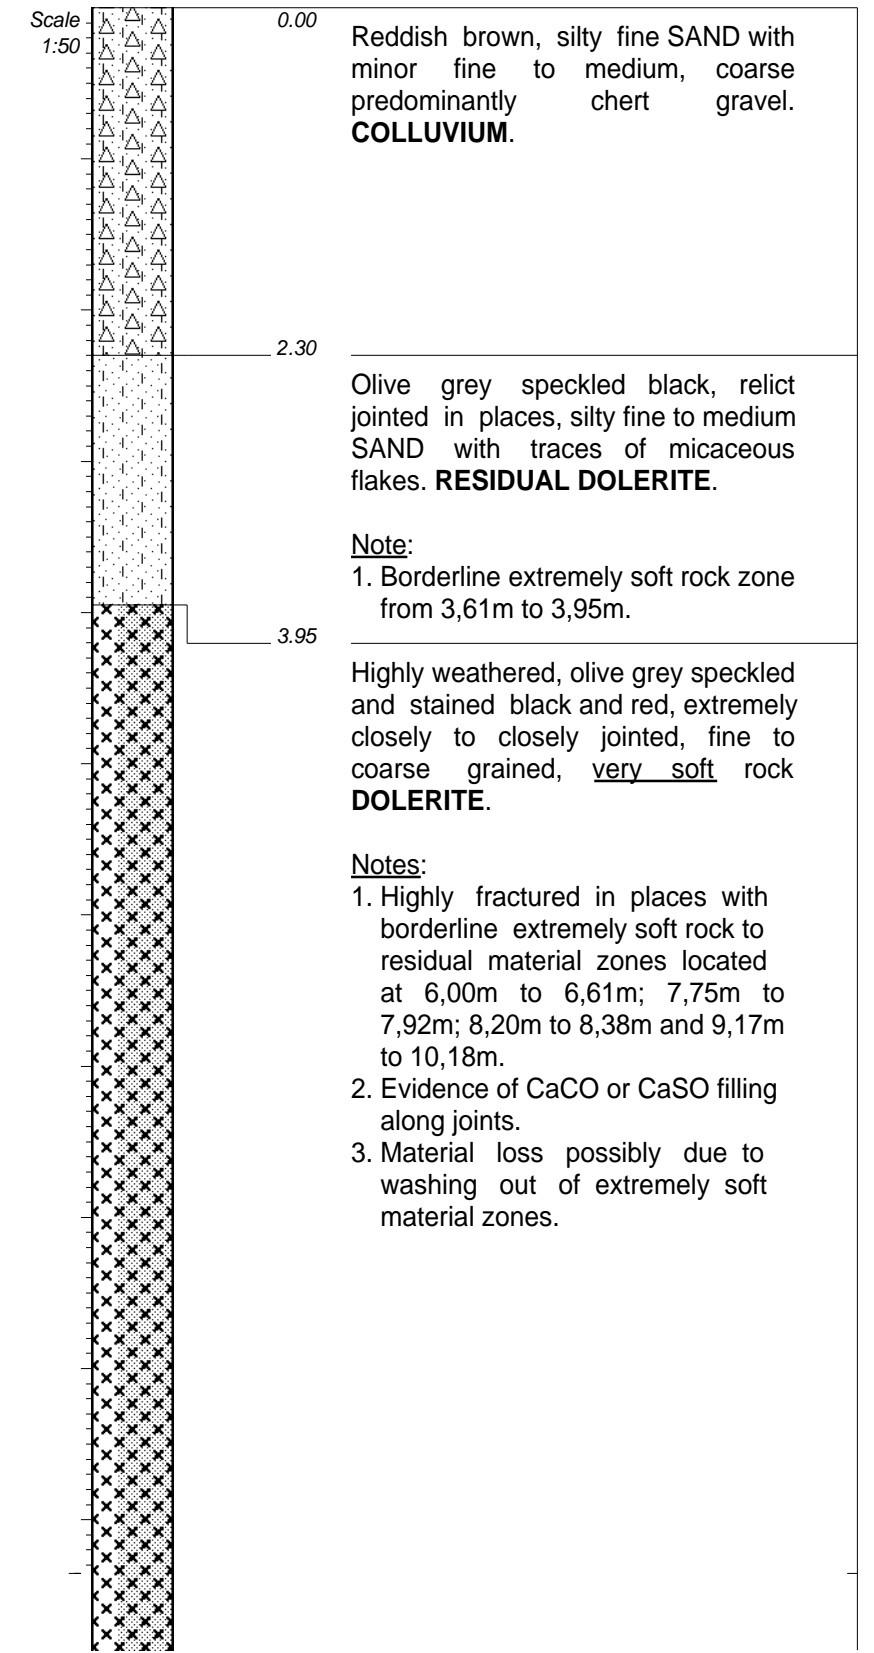 Scale
1:50
0.00
Reddish brown, silty fine SAND with
minor fine to medium, coarse
predominantly chert gravel.
COLLUVIUM.
2.30
Olive grey speckled black, relict
jointed in places, silty fine to medium
SAND with traces of micaceous
flakes. RESIDUAL DOLERITE.
Note:
1. Borderline extremely soft rock zone
from 3,61m to 3,95m.
3.95
Highly weathered, olive grey speckled
and stained black and red, extremely
closely to closely jointed, fine to
coarse grained, very soft rock
DOLERITE.
Notes:
1. Highly fractured in places with
borderline extremely soft rock to
residual material zones located
at 6,00m to 6,61m; 7,75m to
7,92m; 8,20m to 8,38m and 9,17m
to 10,18m.
2. Evidence of CaCO or CaSO filling
along joints.
3. Material loss possibly due to
washing out of extremely soft
material zones.